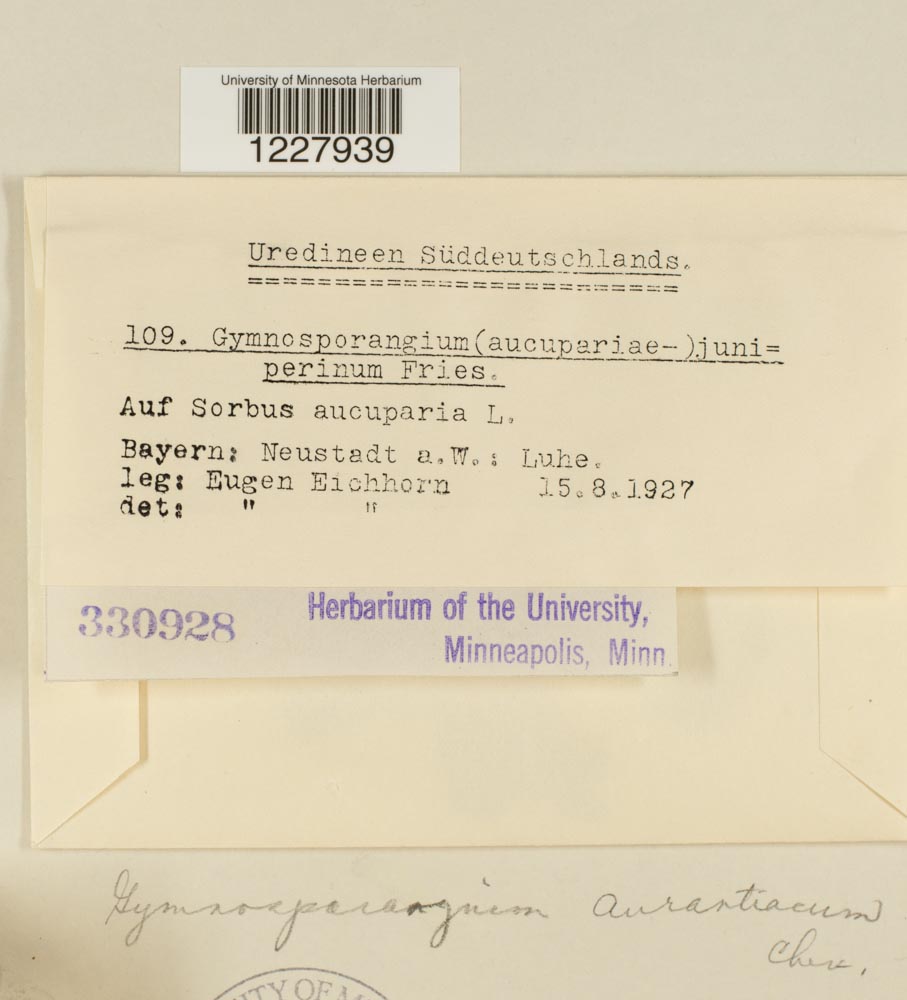 University of Minnesota Herbarium
1227939
Uredineen Süddeutschlands.
=========================
109. Gymnosporangium(aucupariae-)juni=
perinum Fries.
Auf Sorbus aucuparia L.
Bayern: Neustadt a.W.: Luhe.
leg: Eugen Eichhorn 15.8.1927
det: " "
330928 Herbarium of the University,
Minneapolis, Minn.
Gymnosporangium aurantiacum
Chev.